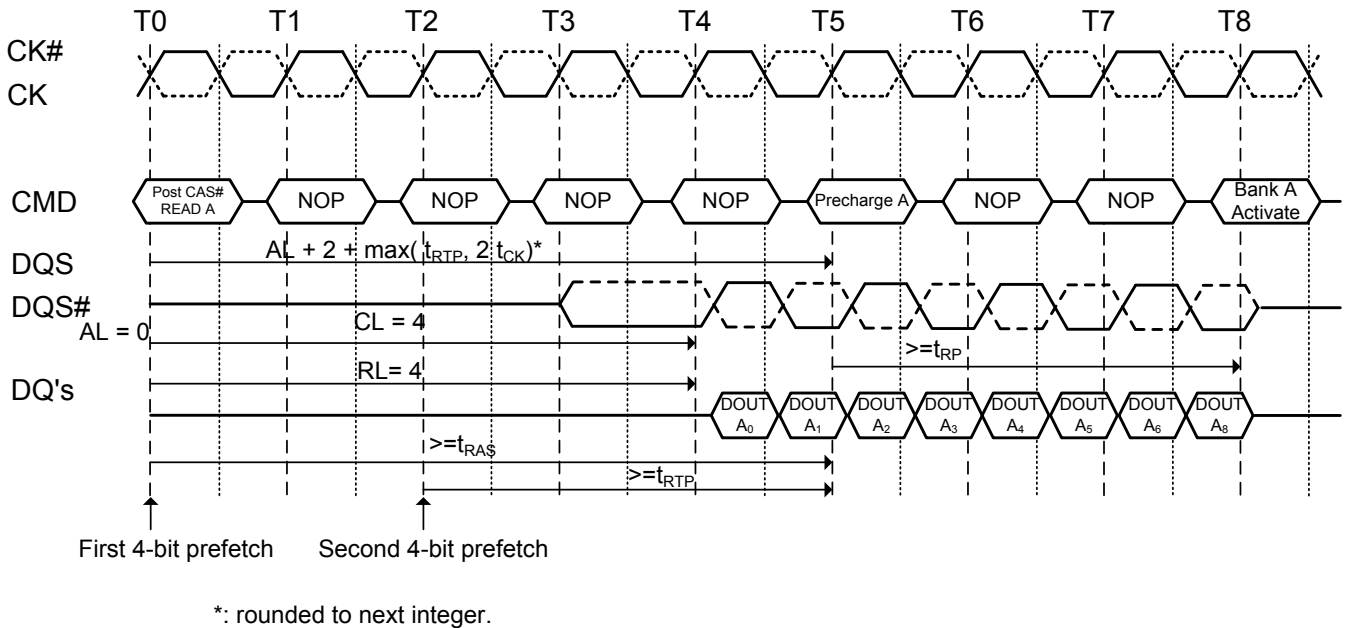 T0 T1 T2 T3 T4 T5 T6 T7 T8
CK#
CK
CMD
Post CAS#
READ A
NOP
NOP
NOP
NOP
Precharge A
NOP
NOP
Bank A
Activate
AL + 2 + max( tRTP, 2 tCK)*
DQS
DQS#
AL = 0
CL = 4
>=tRP
RL= 4
DQ's
DOUT
A0
DOUT
A1
DOUT
A2
DOUT
A3
DOUT
A4
DOUT
A5
DOUT
A6
DOUT
A8
>=tRAS
>=tRTP
First 4-bit prefetch
Second 4-bit prefetch
*: rounded to next integer.